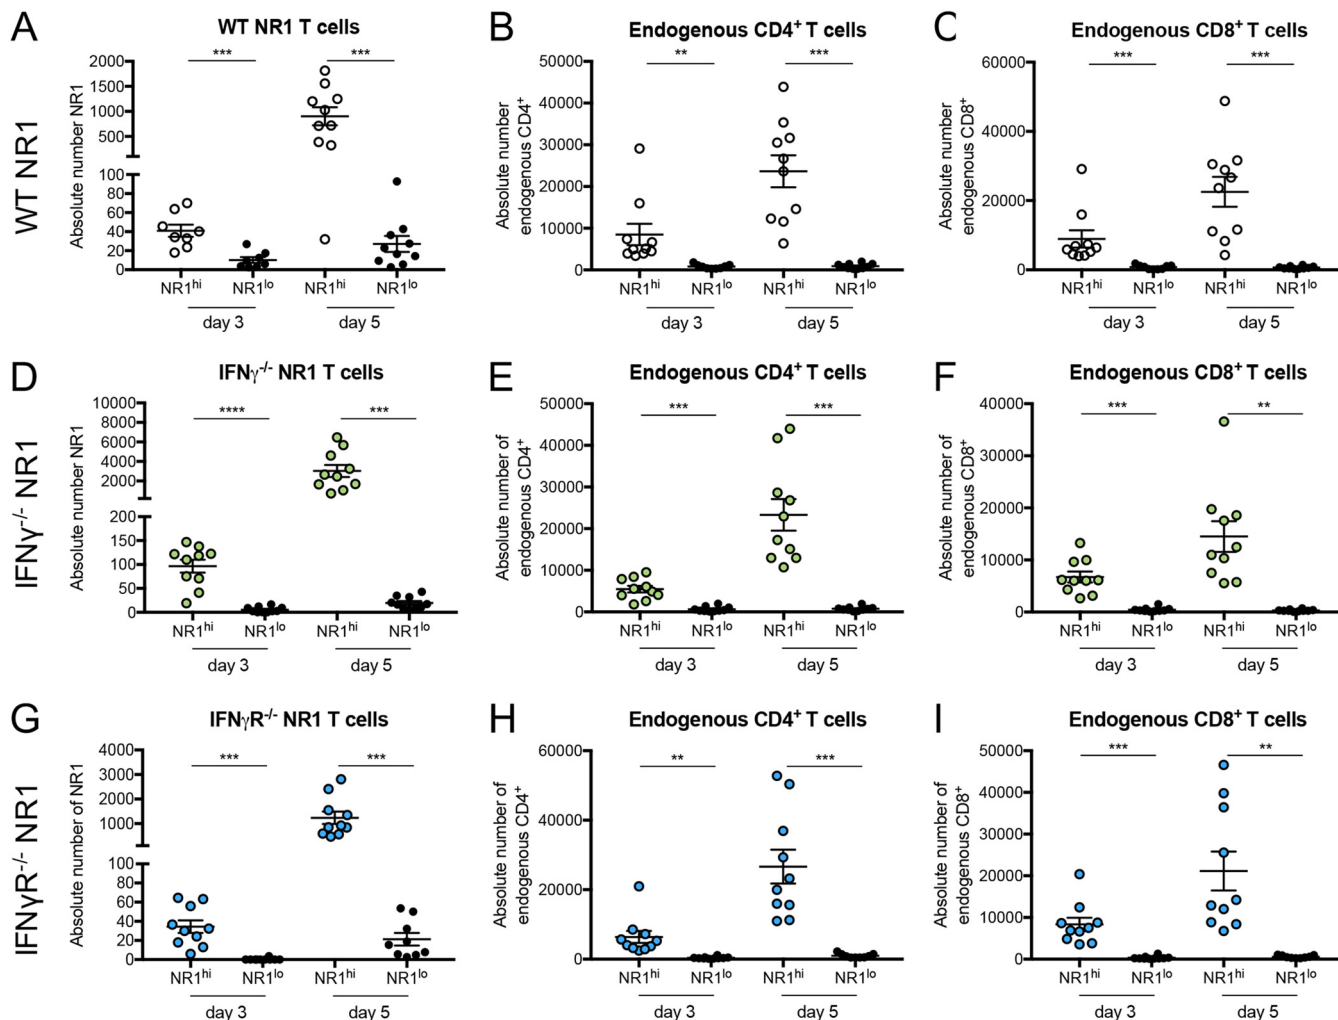 A
WT NR1 T cells
B
Endogenous CD4+ T cells
C
Endogenous CD8+ T cells
WT NR1
Absolute number NR1
2000
1500
1000
500
100
80
60
40
20
0
***
***
NR1hi
NR1lo
NR1hi
NR1lo
day 3
day 5
Absolute number
endogenous CD4+
50000
40000
30000
20000
10000
0
**
***
NR1hi
NR1lo
NR1hi
NR1lo
day 3
day 5
Absolute number
endogenous CD8+
60000
40000
20000
0
***
***
NR1hi
NR1lo
NR1hi
NR1lo
day 3
day 5
D
IFNγ-/- NR1 T cells
E
Endogenous CD4+ T cells
F
Endogenous CD8+ T cells
IFNγ-/- NR1
Absolute number NR1
10000
8000
6000
4000
2000
200
150
100
50
0
****
***
NR1hi
NR1lo
NR1hi
NR1lo
day 3
day 5
Absolute number of
endogenous CD4+
50000
40000
30000
20000
10000
0
***
***
NR1hi
NR1lo
NR1hi
NR1lo
day 3
day 5
Absolute number of
endogenous CD8+
40000
30000
20000
10000
0
***
**
NR1hi
NR1lo
NR1hi
NR1lo
day 3
day 5
G
IFNγR-/- NR1 T cells
H
Endogenous CD4+ T cells
I
Endogenous CD8+ T cells
IFNγR-/- NR1
Absolute number of NR1
4000
3000
2000
1000
100
80
60
40
20
0
***
***
NR1hi
NR1lo
NR1hi
NR1lo
day 3
day 5
Absolute number of
endogenous CD4+
60000
40000
20000
0
**
***
NR1hi
NR1lo
NR1hi
NR1lo
day 3
day 5
Absolute number of
endogenous CD8+
50000
40000
30000
20000
10000
0
***
**
NR1hi
NR1lo
NR1hi
NR1lo
day 3
day 5